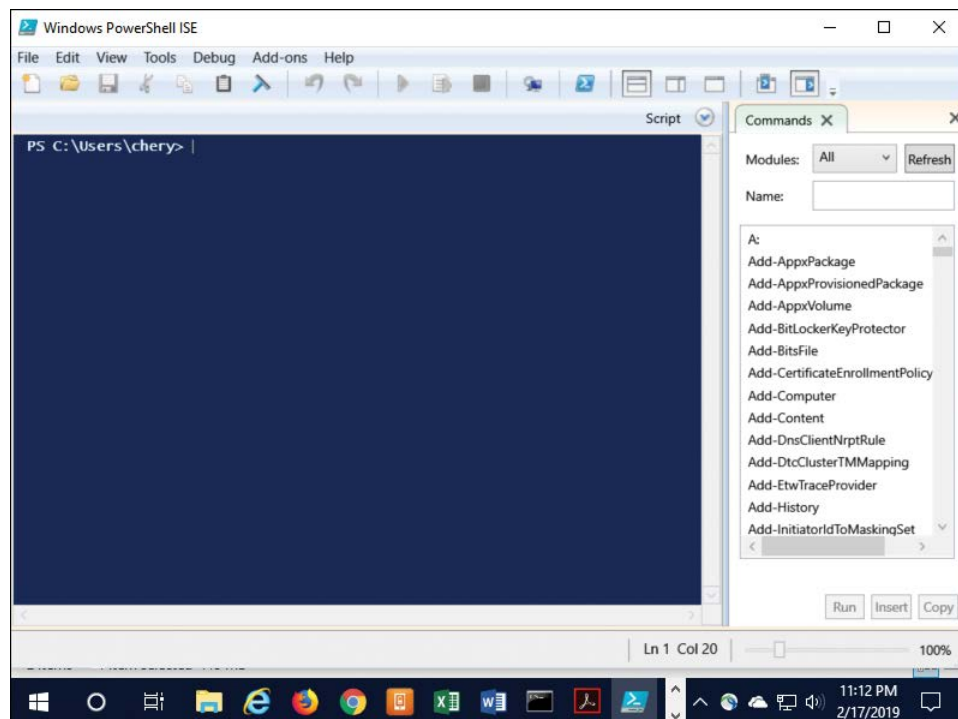 Windows PowerShell ISE
File Edit View Tools Debug Add-ons Help
Script
PS C:\Users\chery>
Commands
Modules: All Refresh
Name:
A:
Add-AppxPackage
Add-AppxProvisionedPackage
Add-AppxVolume
Add-BitLockerKeyProtector
Add-BitsFile
Add-CertificateEnrollmentPolicy
Add-Computer
Add-Content
Add-DnsClientNrptRule
Add-DtcClusterTMMapping
Add-EtwTraceProvider
Add-History
Add-InitiatorIdToMaskingSet
Run Insert Copy
Ln 1 Col 20 100%
11:12 PM
2/17/2019